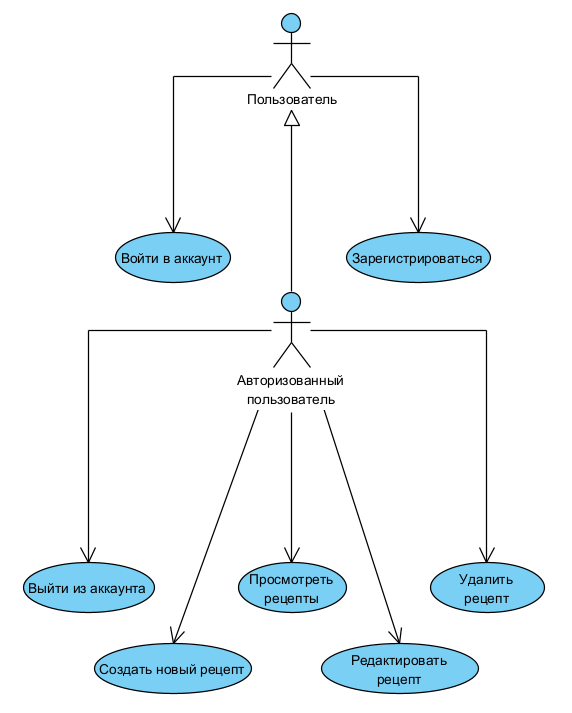 Пользователь
Войти в аккаунт
Зарегистрироваться
Авторизованный
пользователь
Выйти из аккаунта
Просмотреть
рецепты
Удалить
рецепт
Создать новый рецепт
Редактировать
рецепт